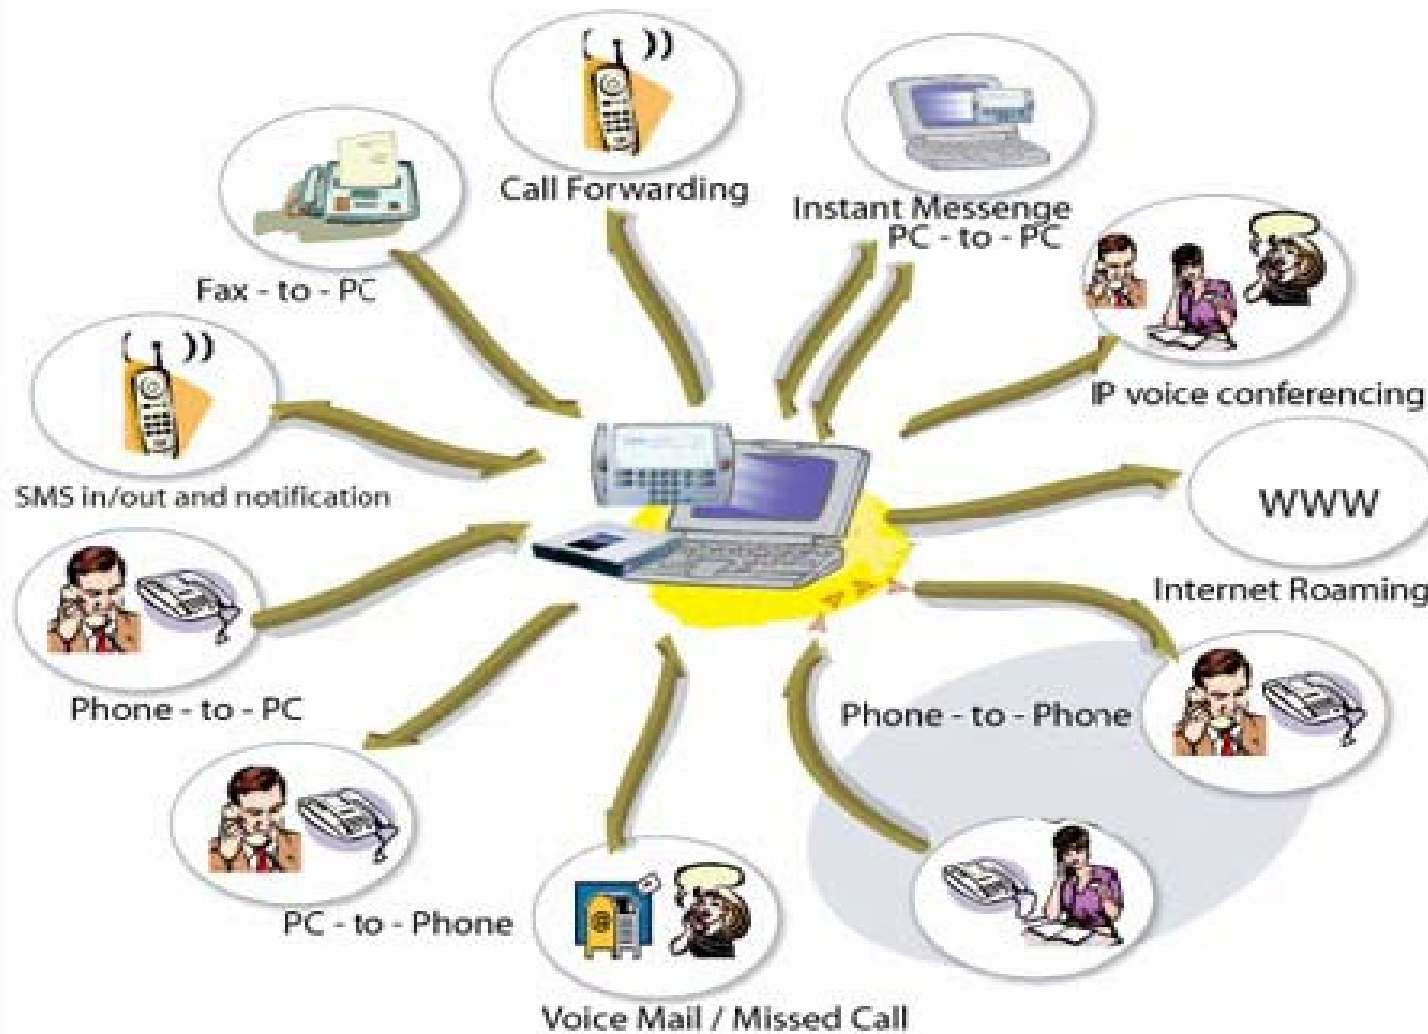 Call Forwarding
Instant Messenge
PC - to - PC
Fax - to - PC
IP voice conferencing
SMS in/out and notification
WWW
Internet Roaming
Phone - to - PC
Phone - to - Phone
PC - to - Phone
Voice Mail / Missed Call